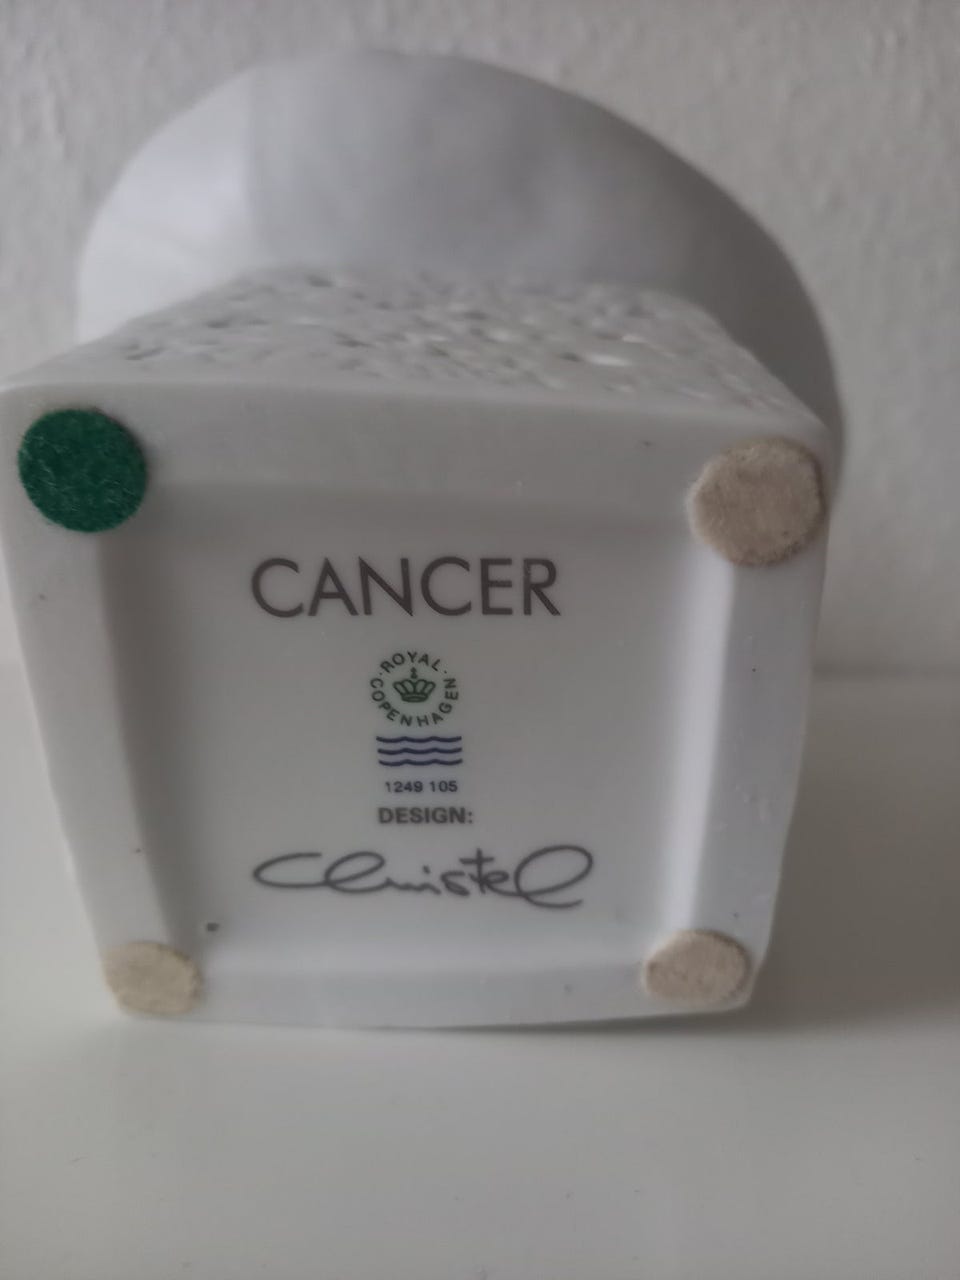 CANCER
ROYAL
COPENHAGEN
1249 105
DESIGN:
Christel